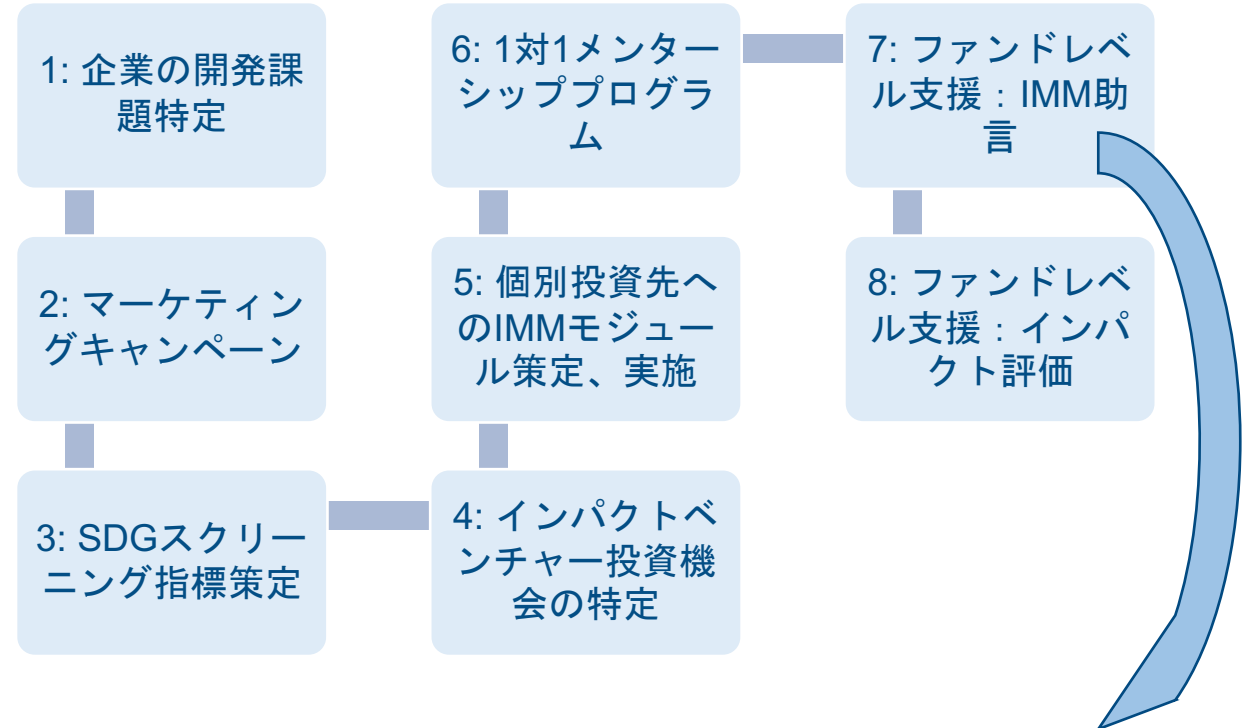 1: 企業の開発課
題特定
2: マーケティン
グキャンペーン
3: SDGスクリー
ニング指標策定
4: インパクトベ
ンチャー投資機
会の特定
5: 個別投資先へ
のIMMモジュー
ル策定、実施
6: 1対1メンター
シッププログラ
ム
7: ファンドレベ
ル支援：IMM助
言
8: ファンドレベ
ル支援：インパ
クト評価